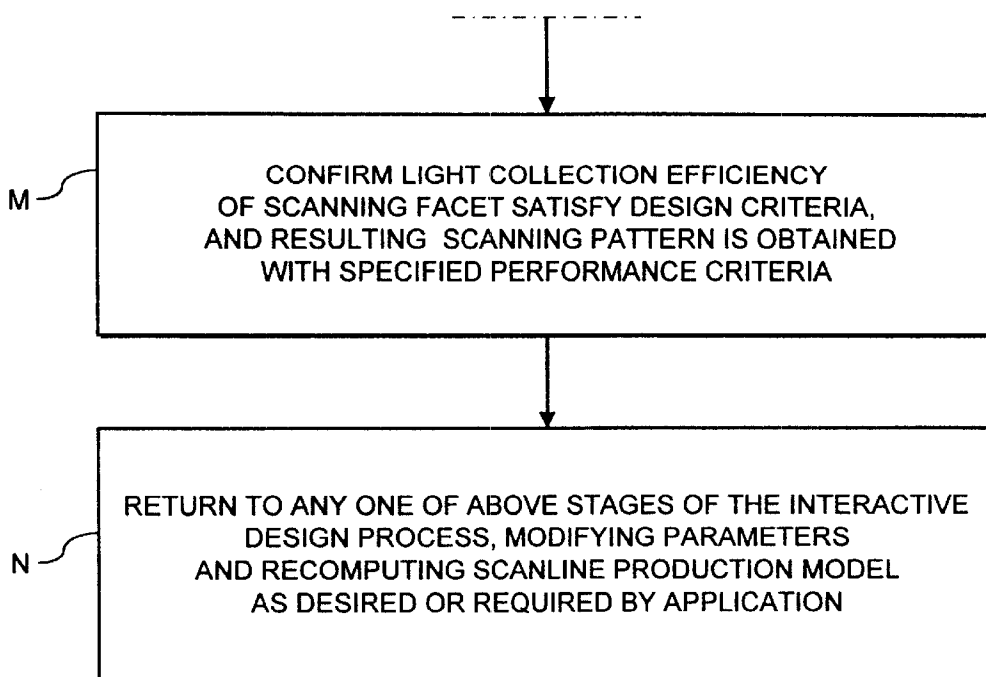 M
CONFIRM LIGHT COLLECTION EFFICIENCY
OF SCANNING FACET SATISFY DESIGN CRITERIA,
AND RESULTING SCANNING PATTERN IS OBTAINED
WITH SPECIFIED PERFORMANCE CRITERIA
N
RETURN TO ANY ONE OF ABOVE STAGES OF THE INTERACTIVE
DESIGN PROCESS, MODIFYING PARAMETERS
AND RECOMPUTING SCANLINE PRODUCTION MODEL
AS DESIRED OR REQUIRED BY APPLICATION